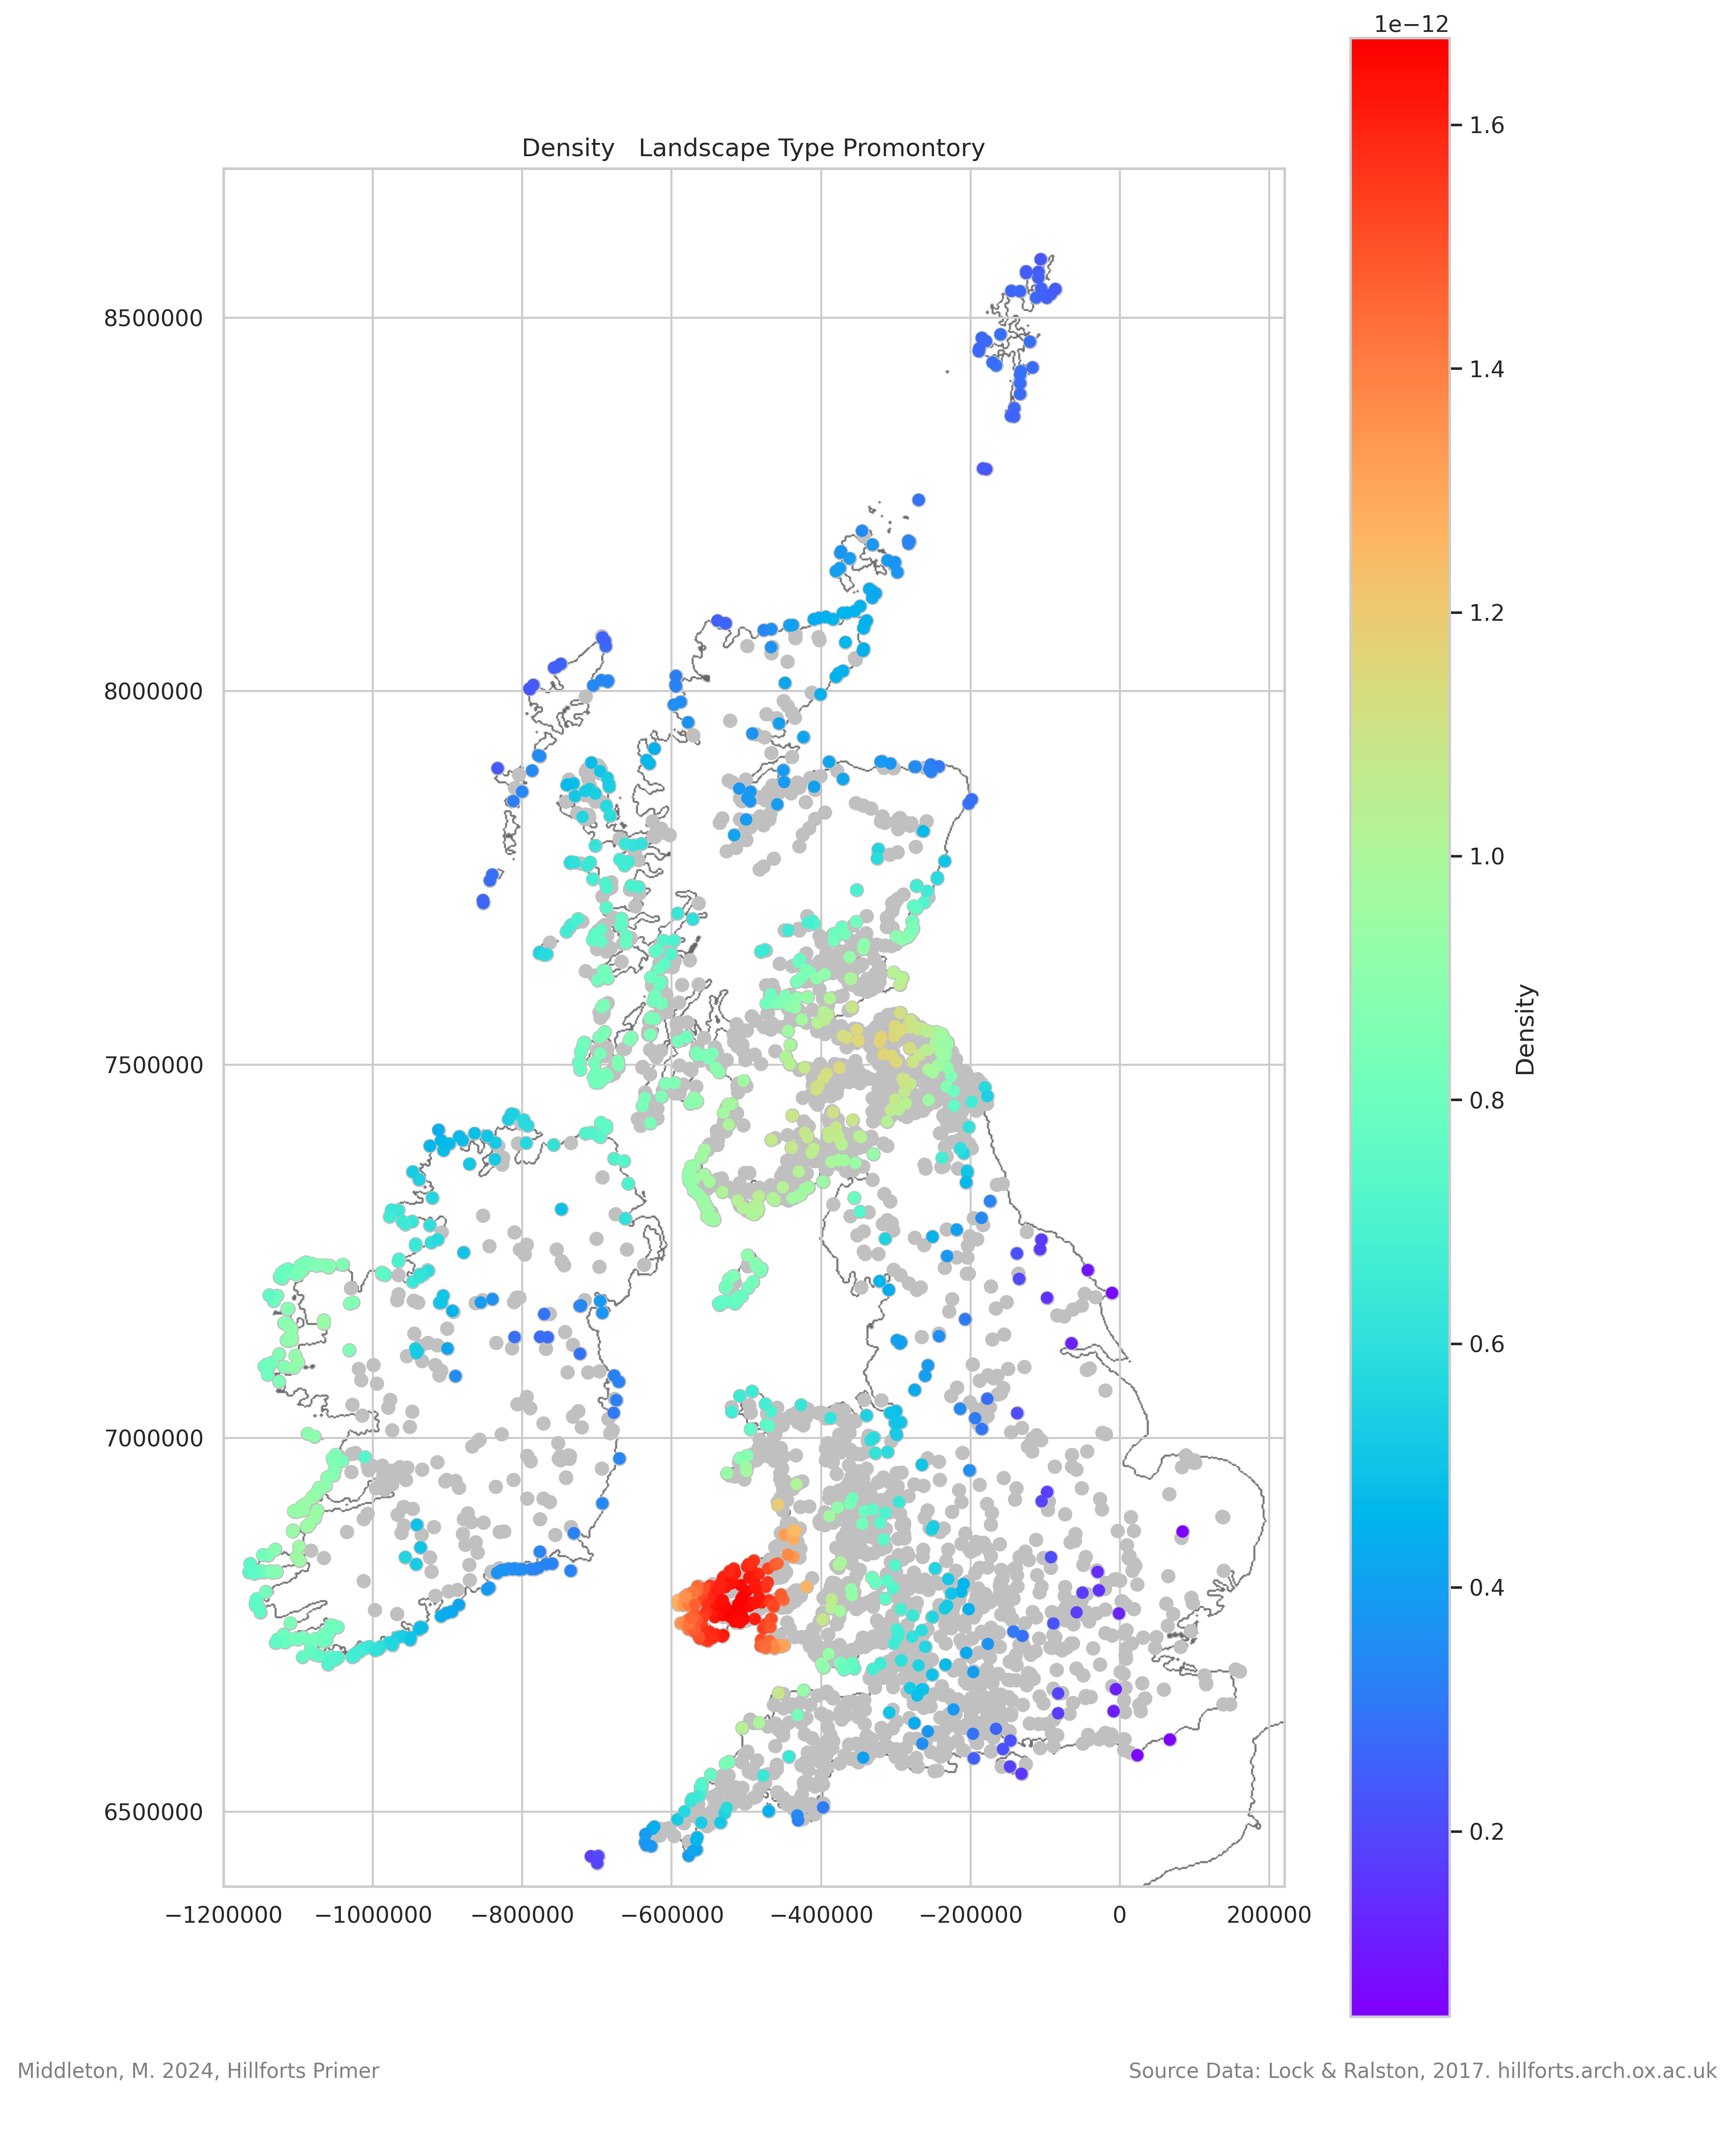 1e−12
Density   Landscape Type Promontory
1.6
1.4
1.2
1.0
0.8
0.6
0.4
0.2
Density
8500000
8000000
7500000
7000000
6500000
−1200000 −1000000 −800000 −600000 −400000 −200000 0 200000
Middleton, M. 2024, Hillforts Primer
Source Data: Lock & Ralston, 2017. hillforts.arch.ox.ac.uk